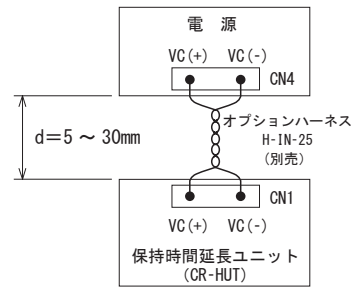 電 源
VC(+) VC(-)
CN4
d=5 ～ 30mm
オプションハーネス
H-IN-25
(別売)
CN1
VC(+) VC(-)
保持時間延長ユニット
(CR-HUT)